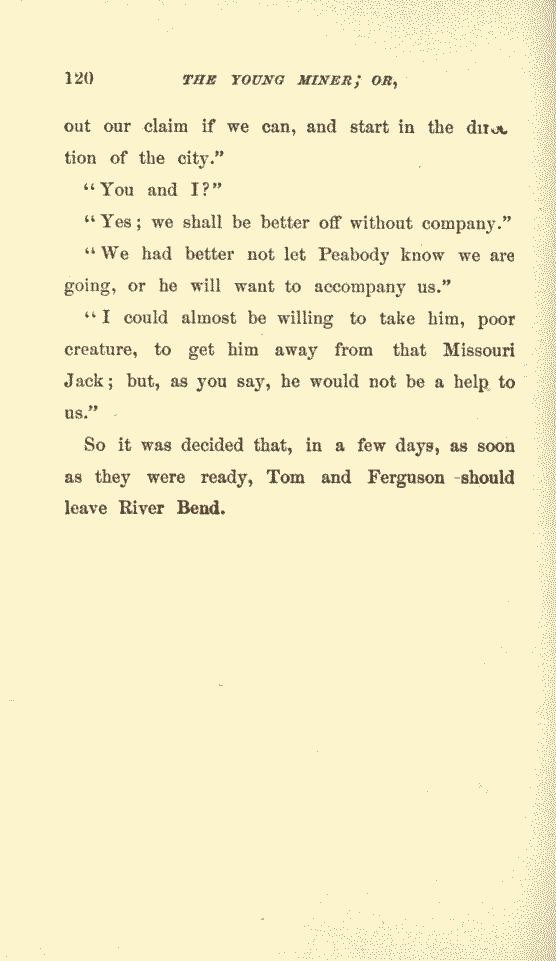 120 THE YOUNG MINER; OR,
out our claim if we can, and start in the
tion of the city.”
“You and I?”
“Yes; we shall be better off without company.”
“We had better not let Peabody know we are
going, or he will want to accompany us.”
“I could almost be willing to take him, poor
creature, to get him away from that Missouri
Jack; but, as you say, he would not be a help to
us.”
So it was decided that, in a few days, as soon
as they were ready, Tom and Ferguson should
leave River Bend.